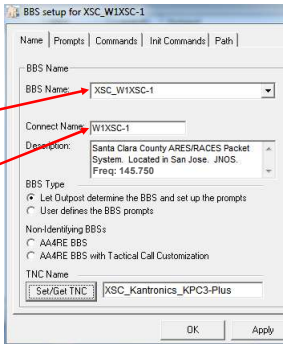 BBS setup for XSC_W1XSC-1
Name Prompts Commands Init Commands Path
BBS Name
BBS Name: XSC_W1XSC-1
Connect Name: W1XSC-1
Description: Santa Clara County ARES/RACES Packet
System. Located in San Jose. JNOS.
Freq: 145.750
BBS Type
Let Outpost determine the BBS and set up the prompts
User defines the BBS prompts
Non-Identifying BBSs
AA4RE BBS
AA4RE BBS with Tactical Call Customization
TNC Name
Set/Get TNC XSC_Kantronics_KPC3-Plus
OK Apply